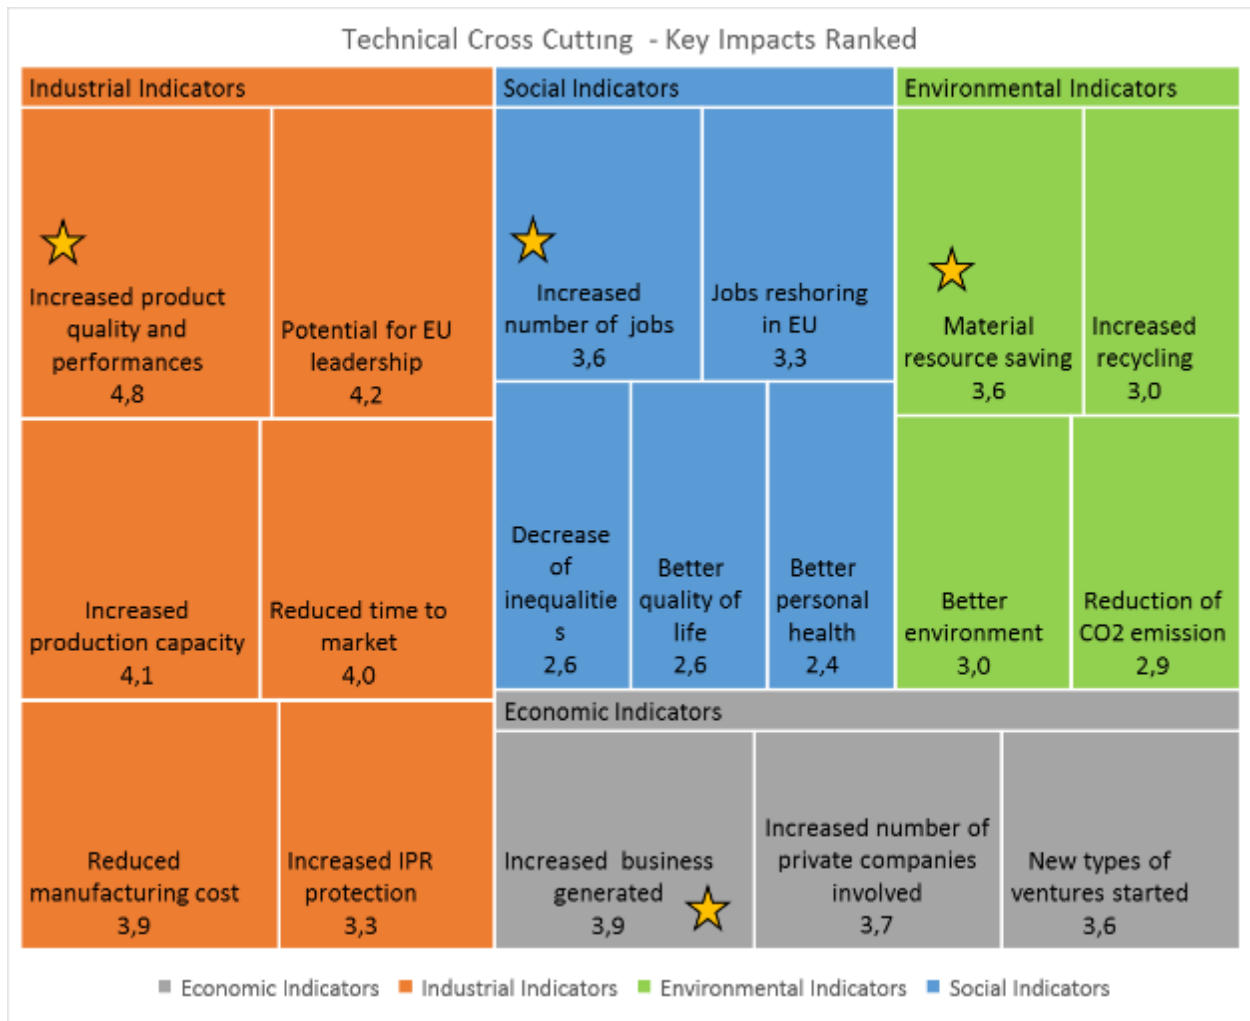 Technical Cross Cutting - Key Impacts Ranked
Industrial Indicators
Increased product
quality and
performances
4,8
Potential for EU
leadership
4,2
Increased
production capacity
4,1
Reduced time to
market
4,0
Reduced
manufacturing cost
3,9
Increased IPR
protection
3,3
Social Indicators
Increased
number of jobs
3,6
Jobs reshoring
in EU
3,3
Decrease
of
inequalitie
s
2,6
Better
quality of
life
2,6
Better
personal
health
2,4
Environmental Indicators
Material
resource saving
3,6
Increased
recycling
3,0
Better
environment
3,0
Reduction of
CO2 emission
2,9
Economic Indicators
Increased business
generated
3,9
Increased number of
private companies
involved
3,7
New types of
ventures started
3,6
Economic Indicators
Industrial Indicators
Environmental Indicators
Social Indicators